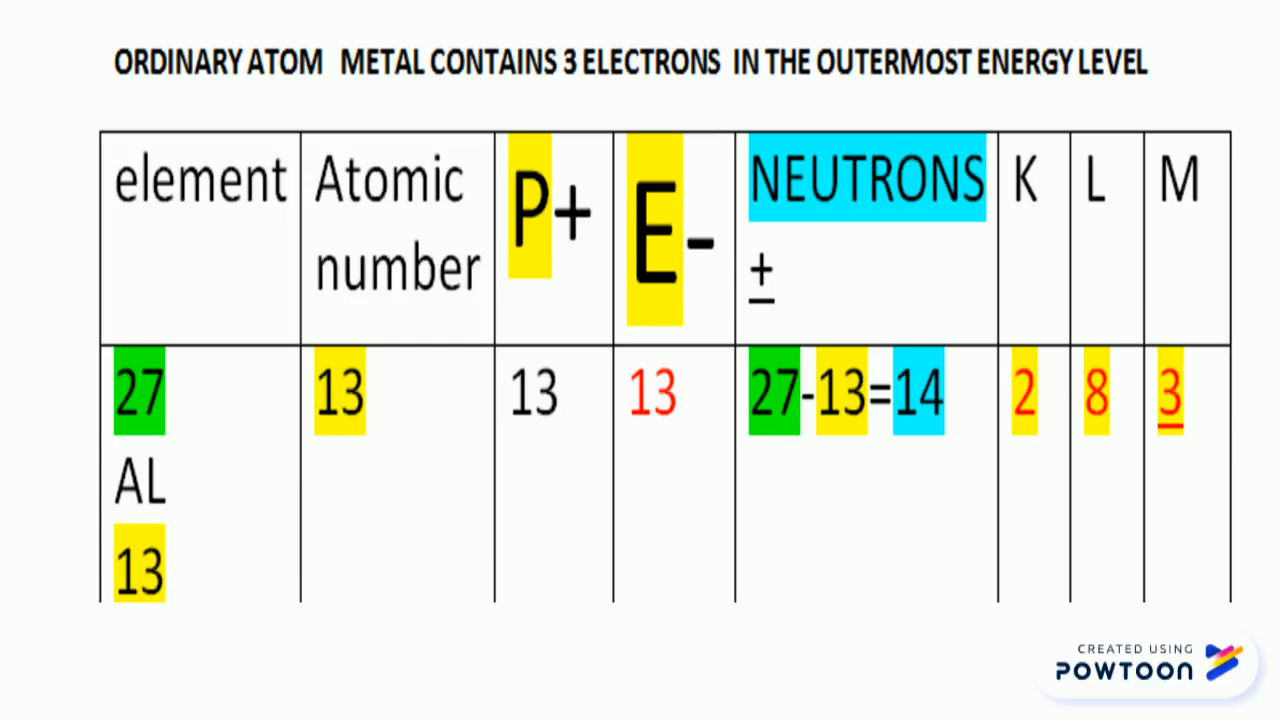 ORDINARY ATOM METAL CONTAINS 3 ELECTRONS IN THE OUTERMOST ENERGY LEVEL
element Atomic number P+ E- NEUTRONS ± K L M
27 13 13 13 27-13=14 2 8 3
AL
13
CREATED USING
POWTOON